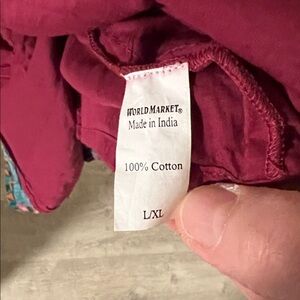 WORLD MARKET®
Made in India
100% Cotton
L/XL